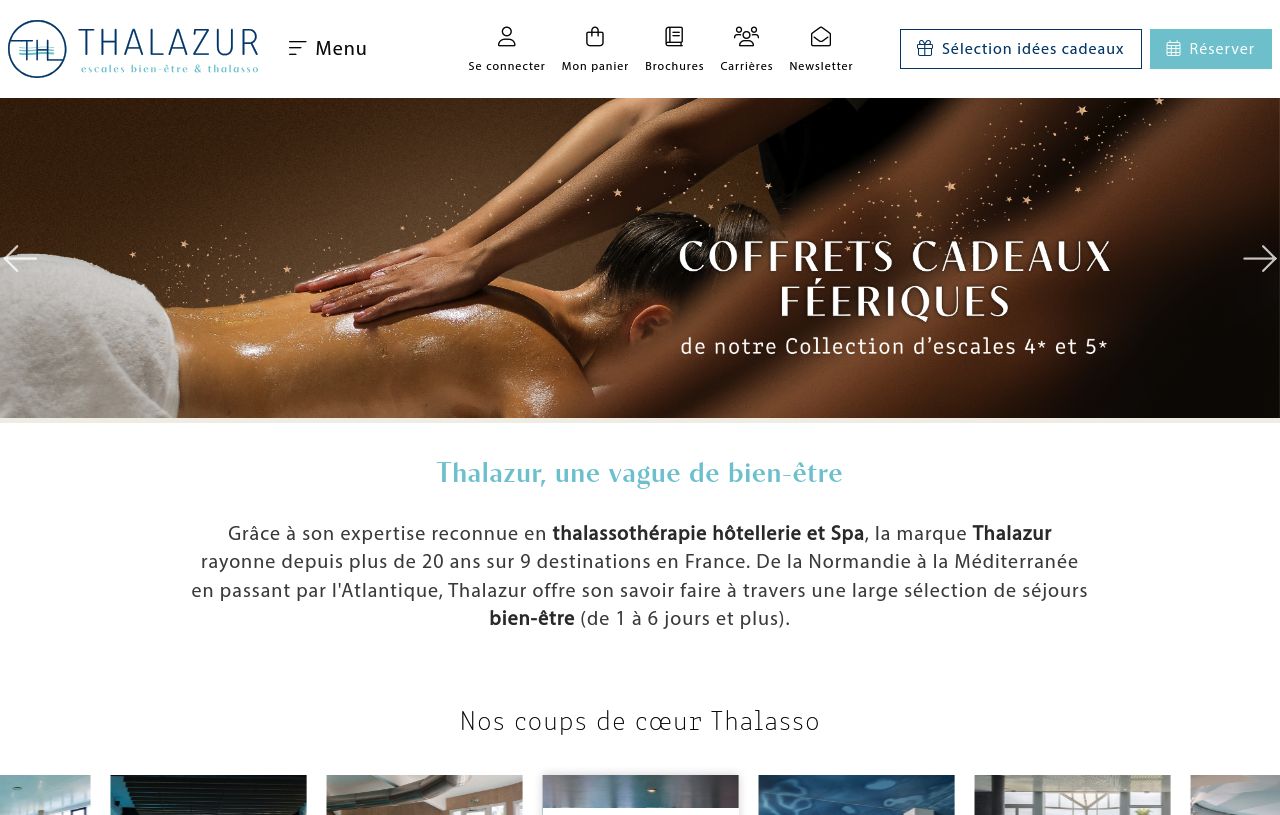 THALAZUR
escales bien-être & thalasso
Menu
Se connecter
Mon panier
Brochures
Carrières
Newsletter
Sélection idées cadeaux
Réserver
COFFRETS CADEAUX
FÉERIQUES
de notre Collection d'escales 4* et 5*
Thalazur, une vague de bien-être
Grâce à son expertise reconnue en thalassothérapie hôtellerie et Spa, la marque Thalazur
rayonne depuis plus de 20 ans sur 9 destinations en France. De la Normandie à la Méditerranée
en passant par l'Atlantique, Thalazur offre son savoir faire à travers une large sélection de séjours
bien-être (de 1 à 6 jours et plus).
Nos coups de cœur Thalasso